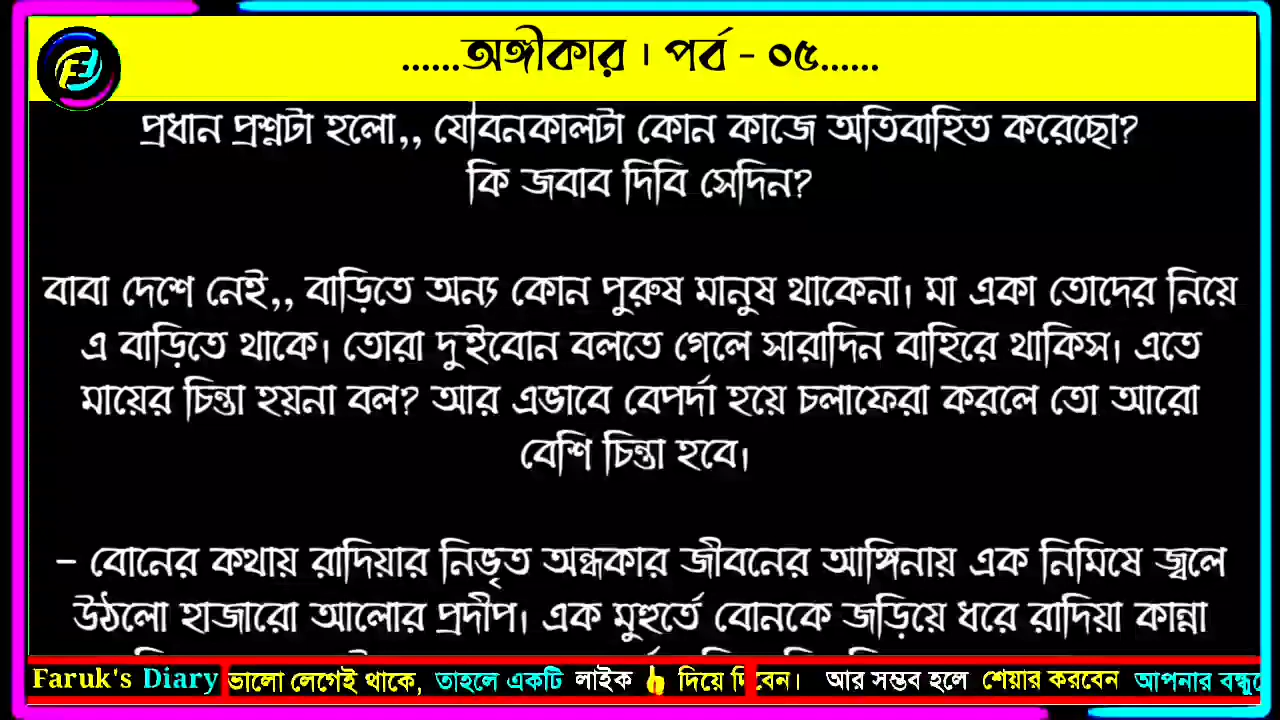 ......অঙ্গীকার । পর্ব - ০৫......
প্রধান প্রশ্নটা হলো,, যৌবনকালটা কোন কাজে অতিবাহিত করেছো?
কি জবাব দিবি সেদিন?
বাবা দেশে নেই,, বাড়িতে অন্য কোন পুরুষ মানুষ থাকেনা। মা একা তোদের নিয়ে
এ বাড়িতে থাকে। তোরা দুইবোন বলতে গেলে সারাদিন বাহিরে থাকিস। এতে
মায়ের চিন্তা হয়না বল? আর এভাবে বেপর্দা হয়ে চলাফেরা করলে তো আরো
বেশি চিন্তা হবে।
– বোনের কথায় রাদিয়ার নিভৃত অন্ধকার জীবনের আঙ্গিনায় এক নিমিষে জ্বলে
উঠলো হাজারো আলোর প্রদীপ। এক মুহুর্তে বোনকে জড়িয়ে ধরে রাদিয়া কান্না
Faruk's Diary ভালো লেগেই থাকে, তাহলে একটি লাইক 👆 দিয়ে দিবেন। আর সম্ভব হলে শেয়ার করবেন আপনার